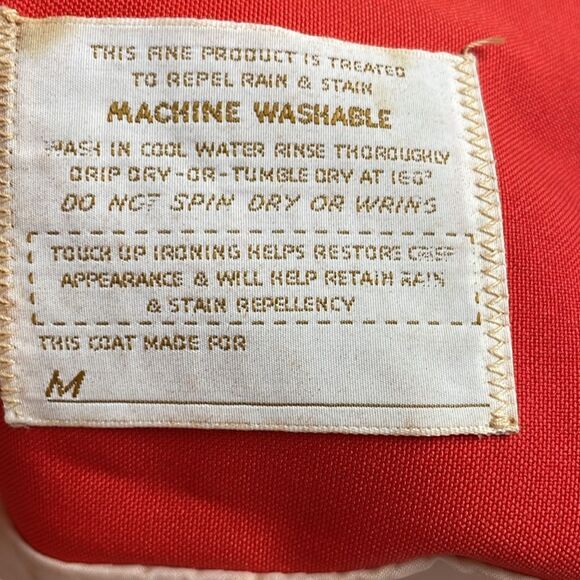 THIS FINE PRODUCT IS TREATED
TO REPEL RAIN & STAIN
MACHINE WASHABLE
WASH IN COOL WATER RINSE THOROUGHLY
DRIP DRY-OR-TUMBLE DRY AT 160°
DO NOT SPIN DRY OR WRING
TOUCH UP IRONING HELPS RESTORE CRISP
APPEARANCE & WILL HELP RETAIN RAIN
& STAIN REPELLENCY
THIS COAT MADE FOR
M